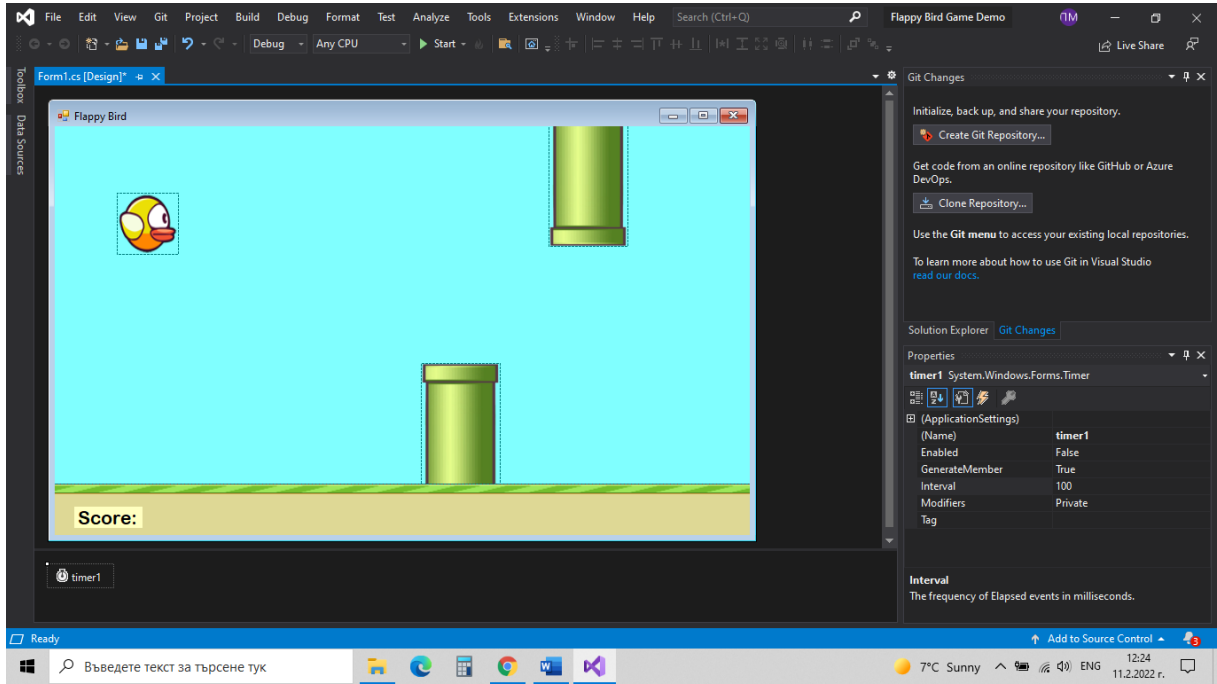 File Edit View Git Project Build Debug Format Test Analyze Tools Extensions Window Help Search (Ctrl+Q) Flappy Bird Game Demo ПМ
Debug Any CPU Start Live Share
Toolbox
Data Sources
Form1.cs [Design]*
Flappy Bird
Score:
timer1
Git Changes
Initialize, back up, and share your repository.
Create Git Repository...
Get code from an online repository like GitHub or Azure
DevOps.
Clone Repository...
Use the Git menu to access your existing local repositories.
To learn more about how to use Git in Visual Studio
read our docs.
Solution Explorer Git Changes
Properties
timer1 System.Windows.Forms.Timer
(ApplicationSettings)
(Name) timer1
Enabled False
GenerateMember True
Interval 100
Modifiers Private
Tag
Interval
The frequency of Elapsed events in milliseconds.
Ready Add to Source Control 3
Въведете текст за търсене тук 7°C Sunny ENG 12:24
11.2.2022 г.